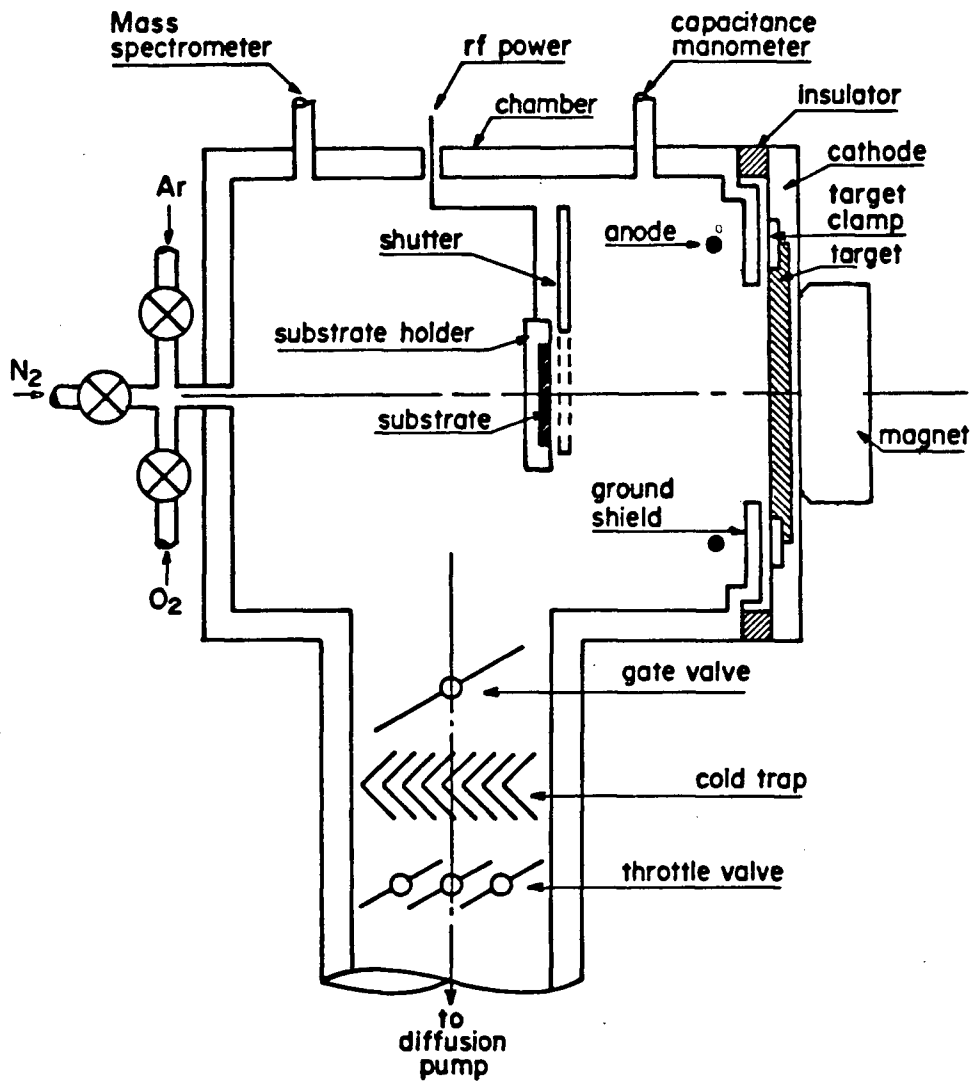 Mass
spectrometer
rf power
capacitance
manometer
chamber
insulator
cathode
Ar
target
clamp
anode
shutter
target
substrate holder
N2
substrate
magnet
ground
shield
O2
gate valve
cold trap
throttle valve
to
diffusion
pump